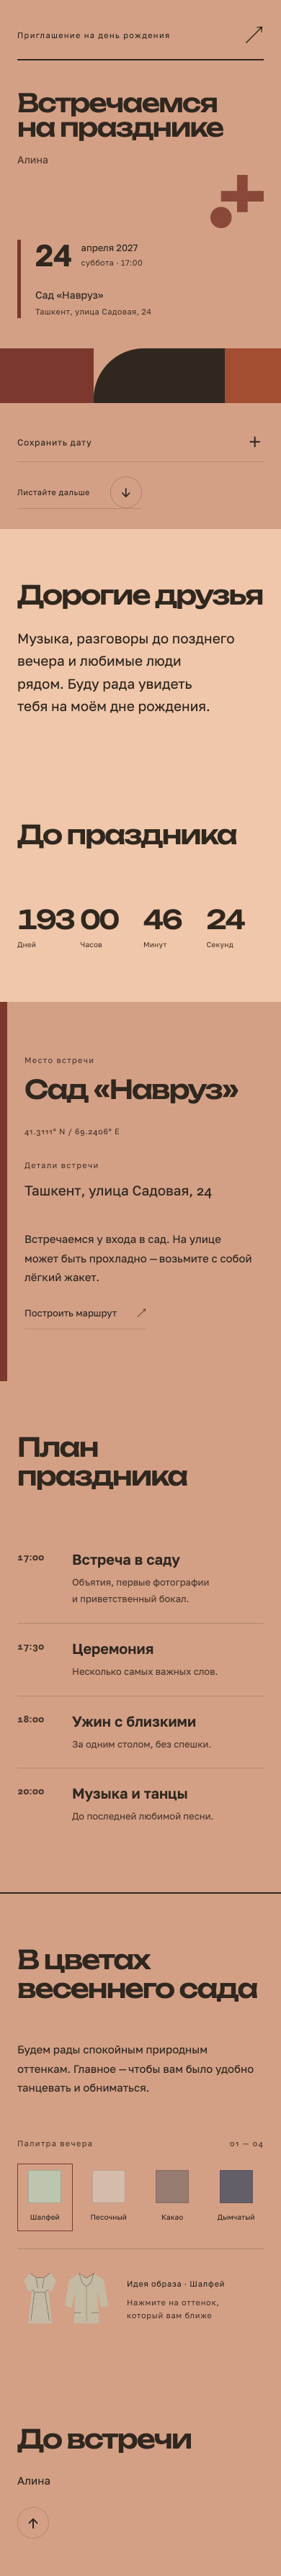 Приглашение на день рождения
Встречаемся
на празднике
Алина
24 апреля 2027
суббота · 17:00
Сад «Навруз»
Ташкент, улица Садовая, 24
Сохранить дату
Листайте дальше
Дорогие друзья
Музыка, разговоры до позднего
вечера и любимые люди
рядом. Буду рада увидеть
тебя на моём дне рождения.
До праздника
193 00 46 24
Дней Часов Минут Секунд
Место встречи
Сад «Навруз»
41.3111° N / 69.2406° E
Детали встречи
Ташкент, улица Садовая, 24
Встречаемся у входа в сад. На улице
может быть прохладно — возьмите с собой
лёгкий жакет.
Построить маршрут
План
праздника
17:00 Встреча в саду
Объятия, первые фотографии
и приветственный бокал.
17:30 Церемония
Несколько самых важных слов.
18:00 Ужин с близкими
За одним столом, без спешки.
20:00 Музыка и танцы
До последней любимой песни.
В цветах
весеннего сада
Будем рады спокойным природным
оттенкам. Главное — чтобы вам было удобно
танцевать и обниматься.
Палитра вечера 01 — 04
Шалфей Песочный Какао Дымчатый
Идея образа · Шалфей
Нажмите на оттенок,
который вам ближе
До встречи
Алина